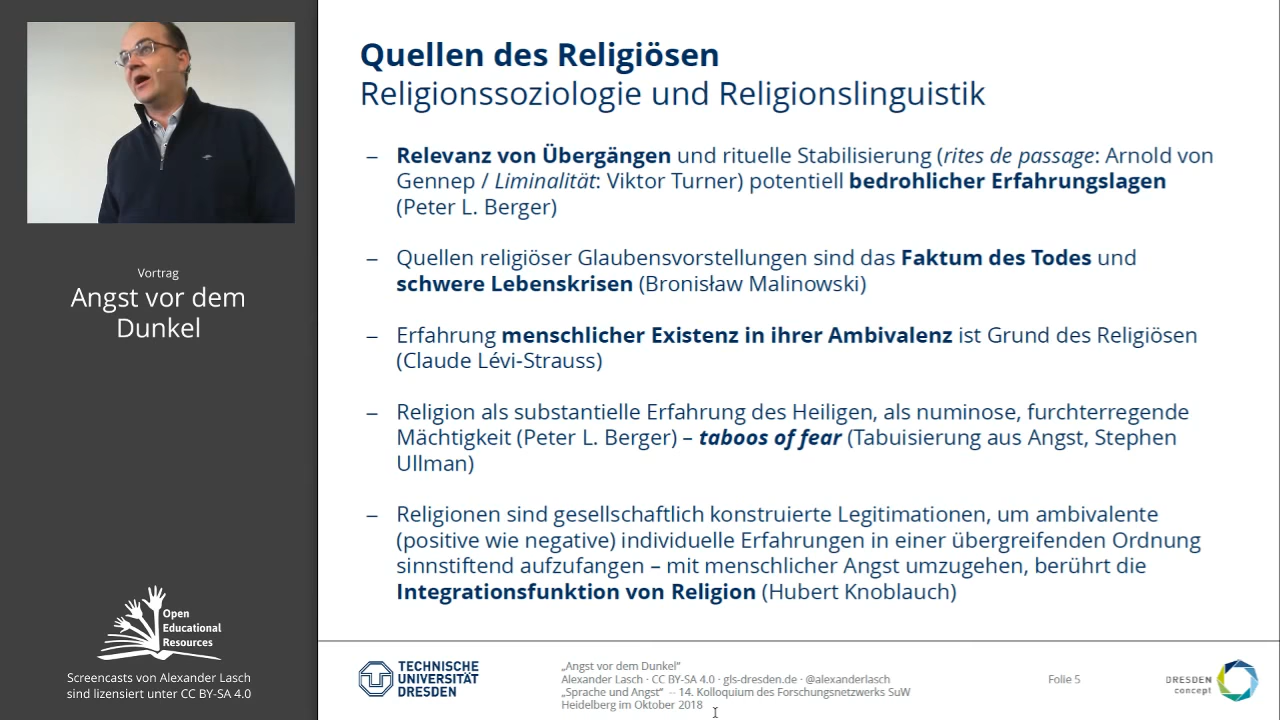 Quellen des Religiösen
Religionssoziologie und Religionslinguistik
– Relevanz von Übergängen und rituelle Stabilisierung (rites de passage: Arnold von
Gennep / Liminalität: Viktor Turner) potentiell bedrohlicher Erfahrungslagen
(Peter L. Berger)
– Quellen religiöser Glaubensvorstellungen sind das Faktum des Todes und
schwere Lebenskrisen (Bronisław Malinowski)
– Erfahrung menschlicher Existenz in ihrer Ambivalenz ist Grund des Religiösen
(Claude Lévi-Strauss)
– Religion als substantielle Erfahrung des Heiligen, als numinose, furchterregende
Mächtigkeit (Peter L. Berger) – taboos of fear (Tabuisierung aus Angst, Stephen
Ullman)
– Religionen sind gesellschaftlich konstruierte Legitimationen, um ambivalente
(positive wie negative) individuelle Erfahrungen in einer übergreifenden Ordnung
sinnstiftend aufzufangen – mit menschlicher Angst umzugehen, berührt die
Integrationsfunktion von Religion (Hubert Knoblauch)
Vortrag
Angst vor dem
Dunkel
Open
Educational
Resources
Screencasts von Alexander Lasch
sind lizensiert unter CC BY-SA 4.0
TECHNISCHE
UNIVERSITÄT
DRESDEN
„Angst vor dem Dunkel“
Alexander Lasch · CC BY-SA 4.0 · gls-dresden.de · @alexanderlasch
„Sprache und Angst“ -- 14. Kolloquium des Forschungsnetzwerks SuW
Heidelberg im Oktober 2018
Folie 5
DRESDEN
concept